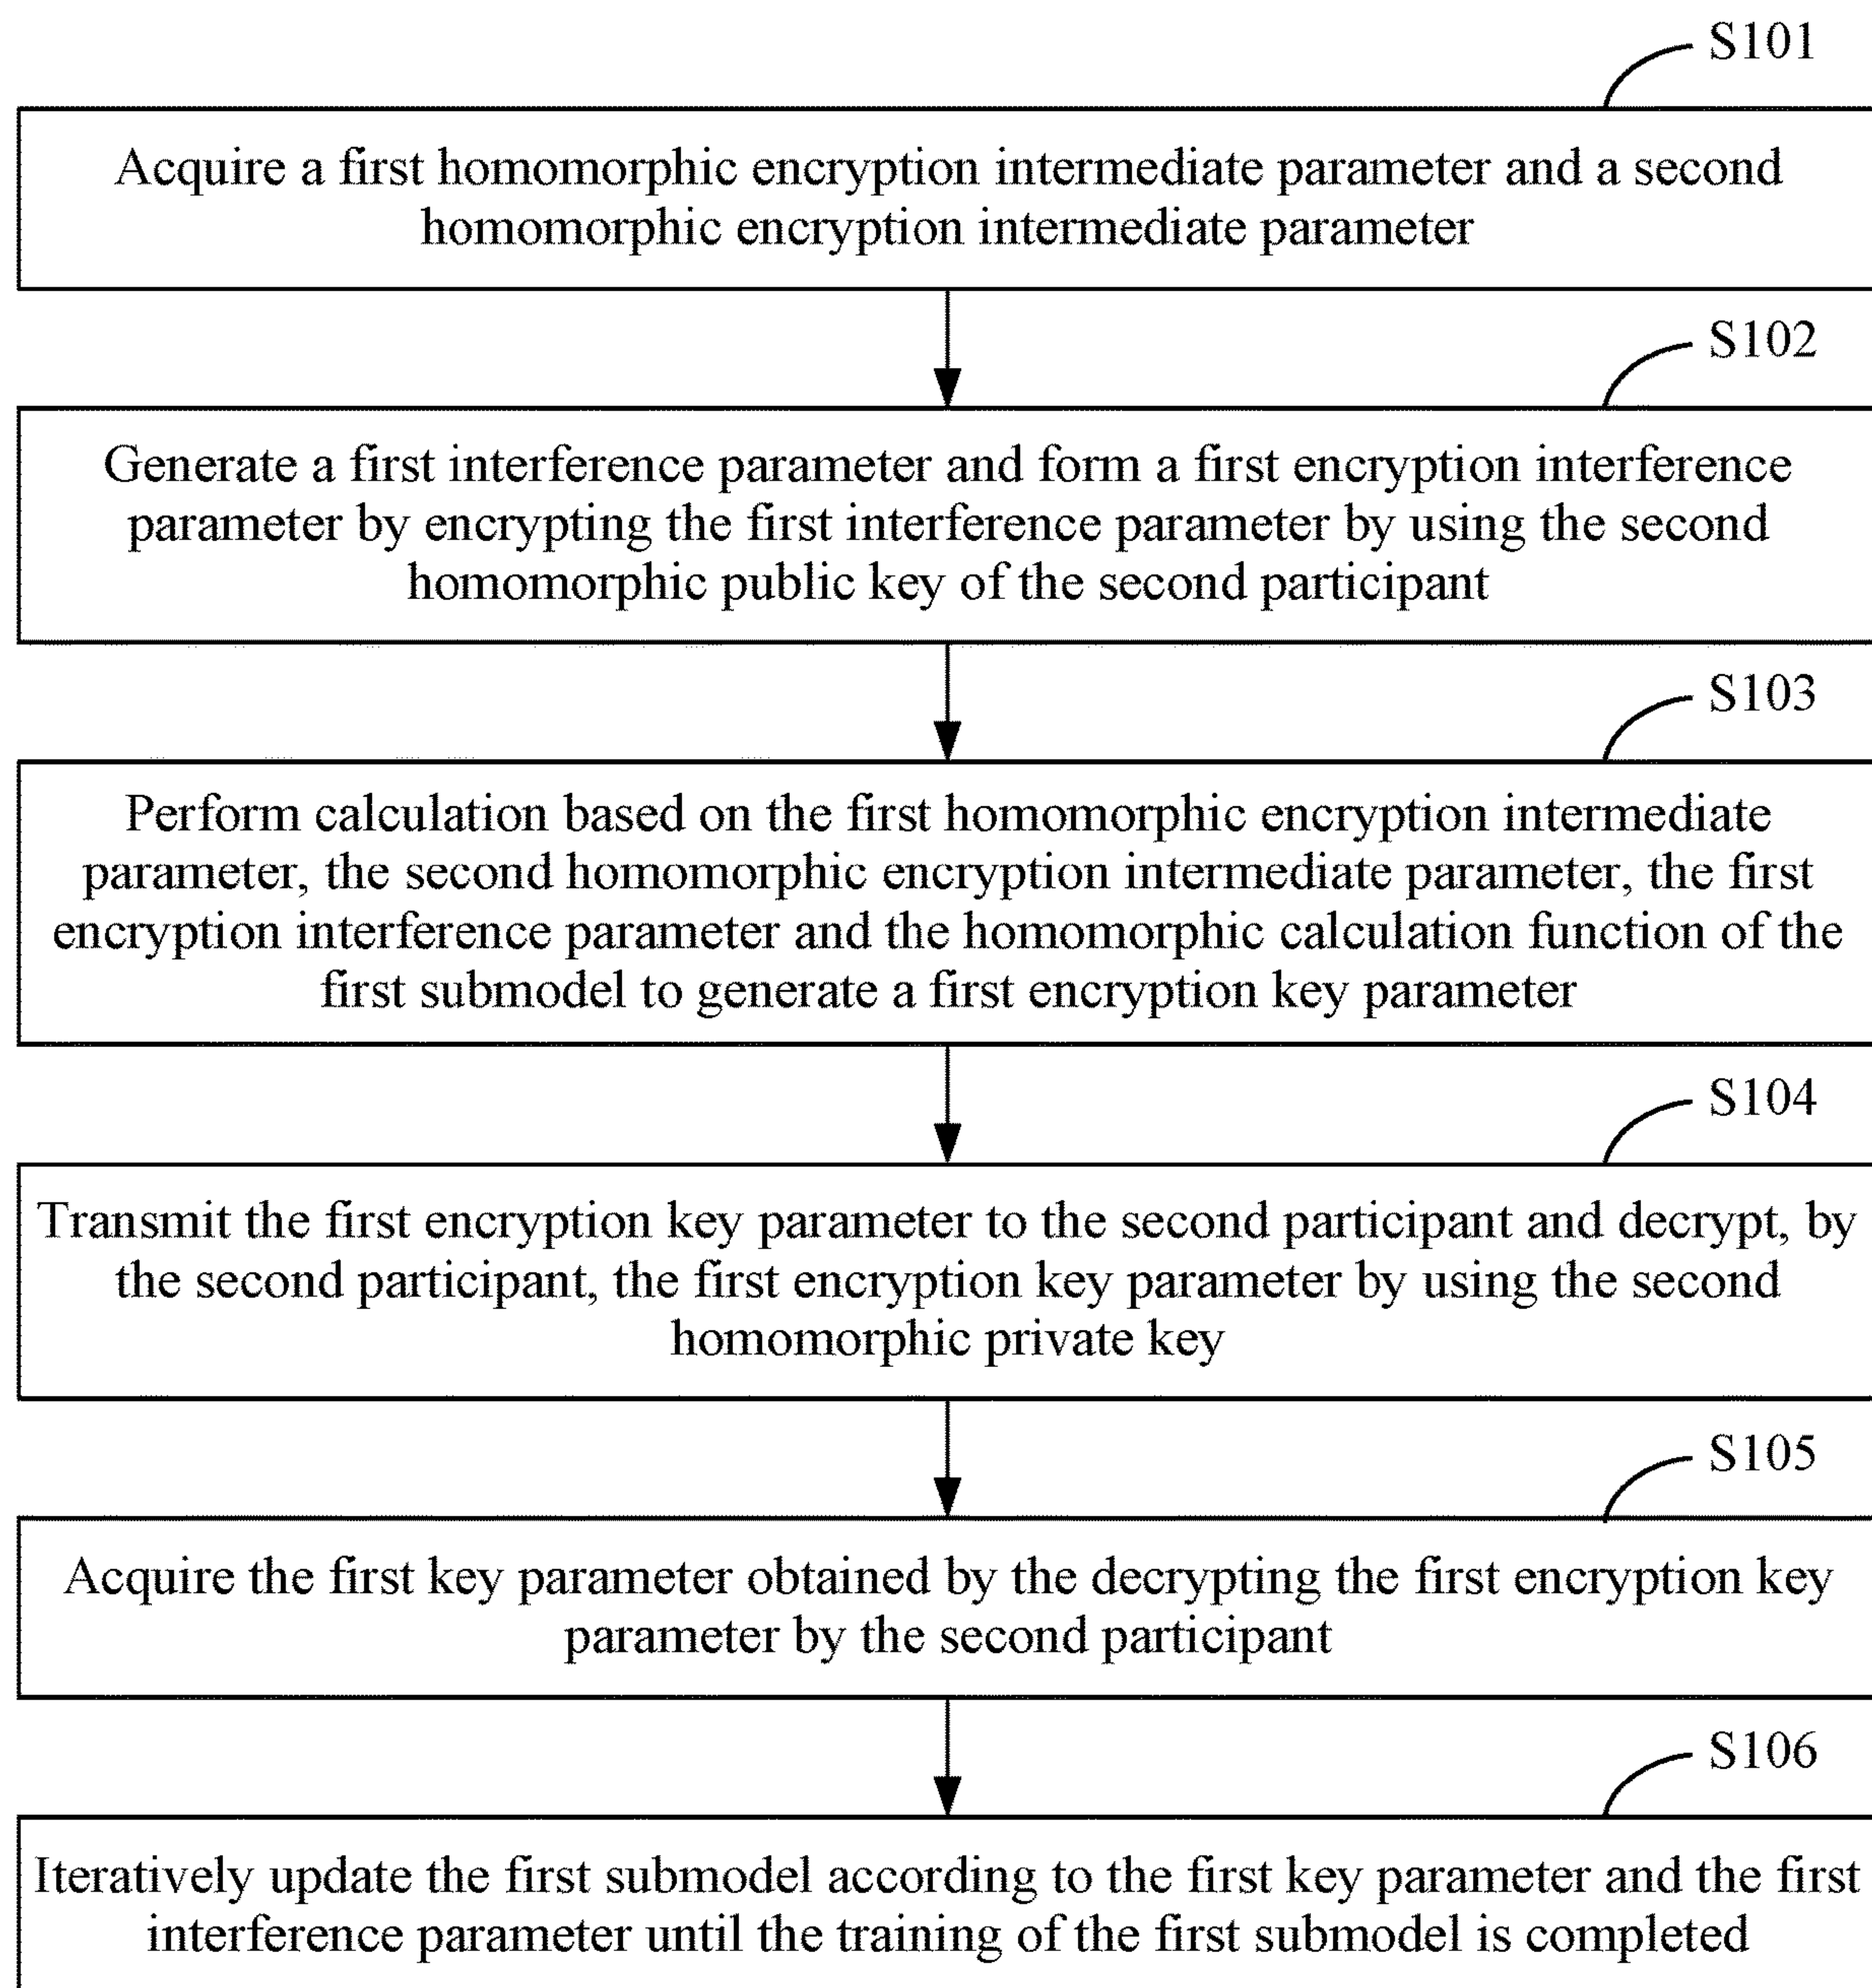 S101
Acquire a first homomorphic encryption intermediate parameter and a second
homomorphic encryption intermediate parameter
S102
Generate a first interference parameter and form a first encryption interference
parameter by encrypting the first interference parameter by using the second
homomorphic public key of the second participant
S103
Perform calculation based on the first homomorphic encryption intermediate
parameter, the second homomorphic encryption intermediate parameter, the first
encryption interference parameter and the homomorphic calculation function of the
first submodel to generate a first encryption key parameter
S104
Transmit the first encryption key parameter to the second participant and decrypt, by
the second participant, the first encryption key parameter by using the second
homomorphic private key
S105
Acquire the first key parameter obtained by the decrypting the first encryption key
parameter by the second participant
S106
Iteratively update the first submodel according to the first key parameter and the first
interference parameter until the training of the first submodel is completed